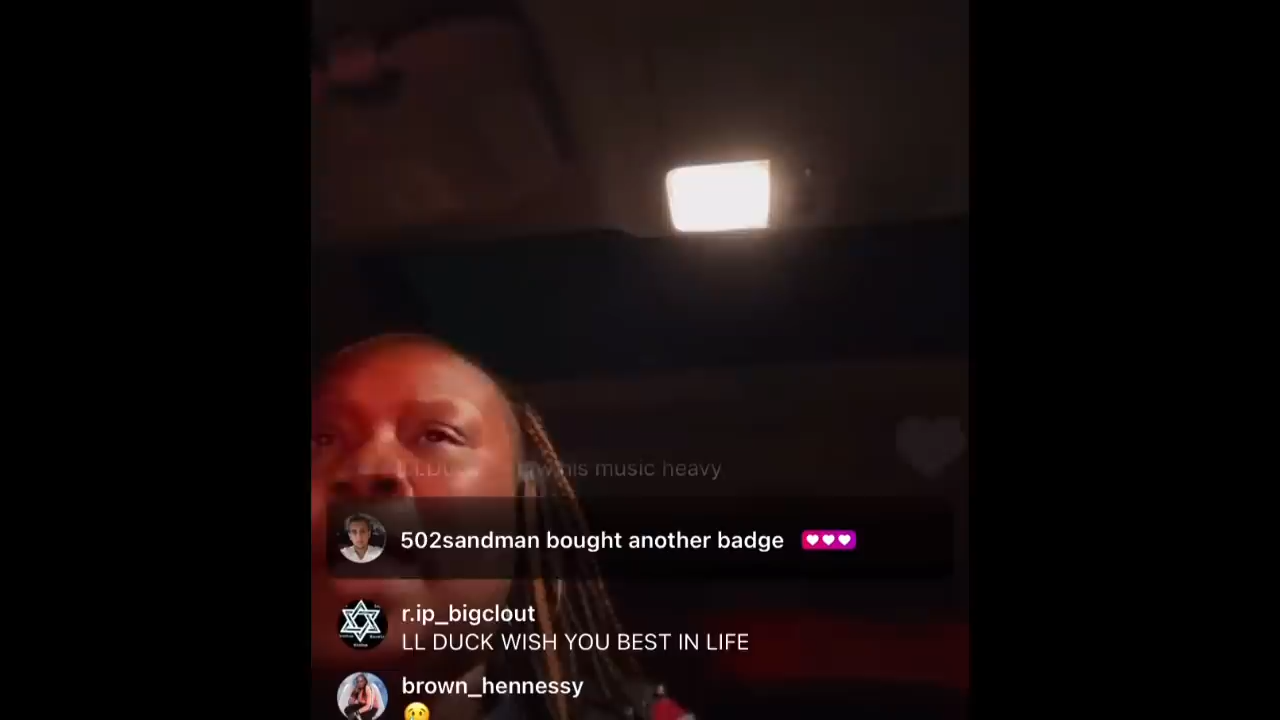 his music heavy
502sandman bought another badge
r.ip_bigclout
LL DUCK WISH YOU BEST IN LIFE
brown_hennessy
😢